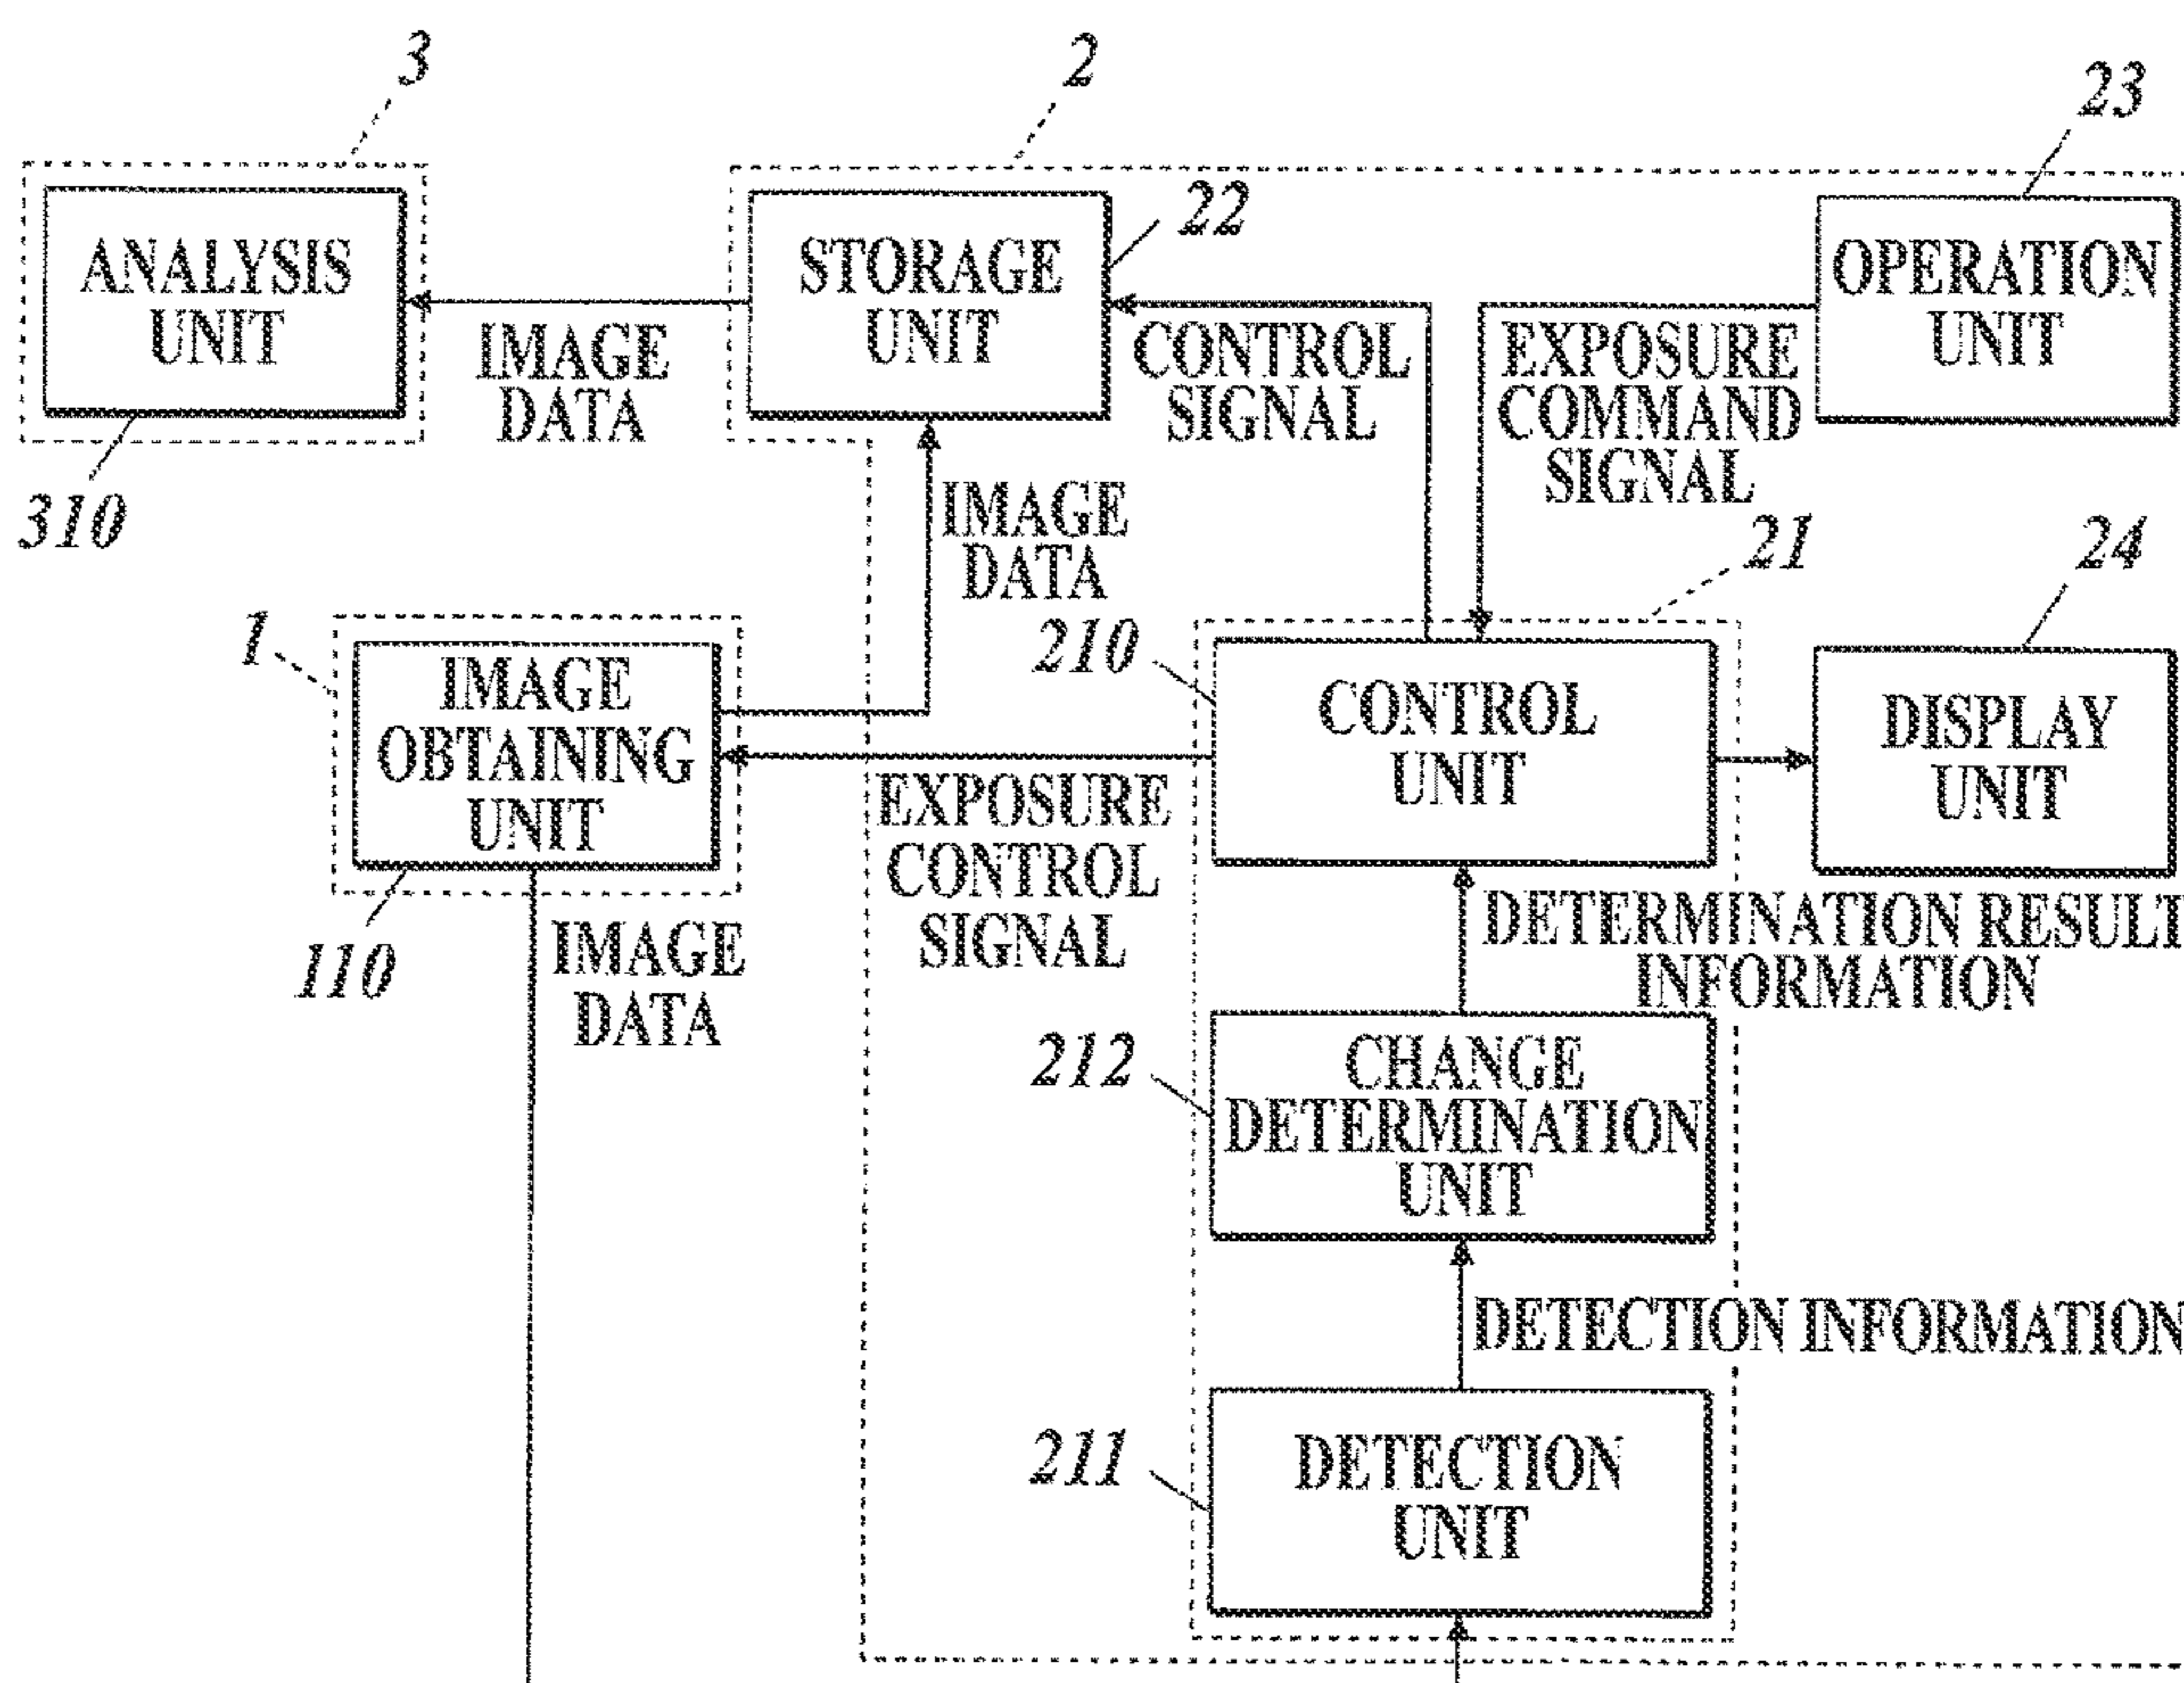 3
2
23
ANALYSIS
UNIT
310
IMAGE
DATA
STORAGE
UNIT
22
CONTROL
SIGNAL
EXPOSURE
COMMAND
SIGNAL
OPERATION
UNIT
IMAGE
DATA
21
24
1
IMAGE
OBTAINING
UNIT
110
210
CONTROL
UNIT
DISPLAY
UNIT
EXPOSURE
CONTROL
SIGNAL
IMAGE
DATA
DETERMINATION RESULT
INFORMATION
212
CHANGE
DETERMINATION
UNIT
DETECTION INFORMATION
211
DETECTION
UNIT